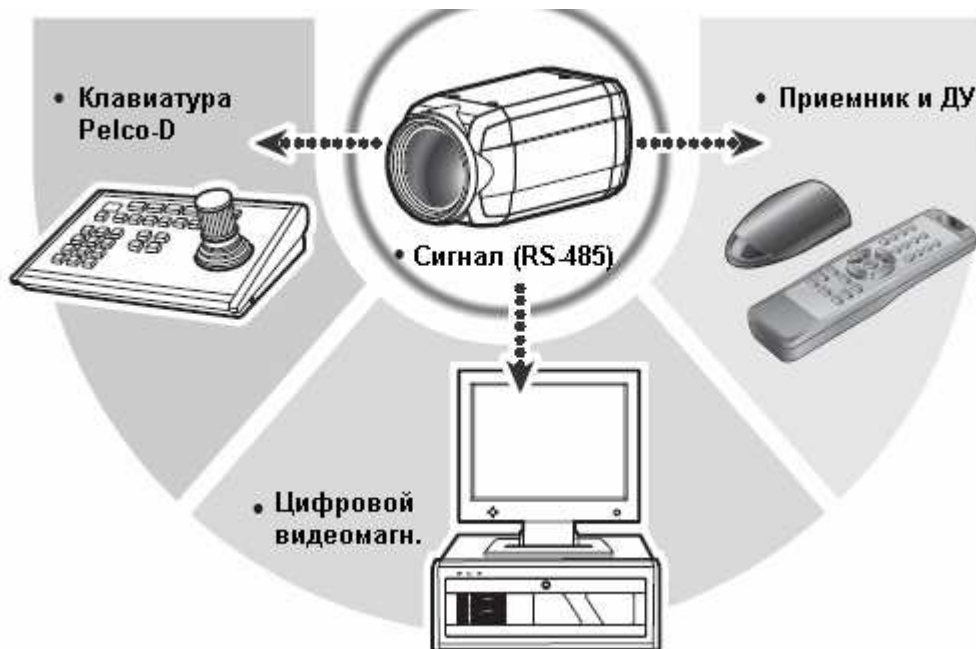 • Клавиатура
Pelco-D
• Приемник и ДУ
• Сигнал (RS-485)
• Цифровой
видеомагн.